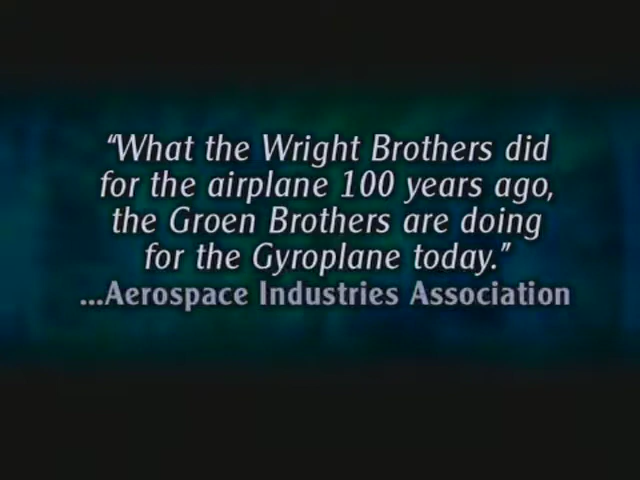 “What the Wright Brothers did
for the airplane 100 years ago,
the Groen Brothers are doing
for the Gyroplane today.”
...Aerospace Industries Association